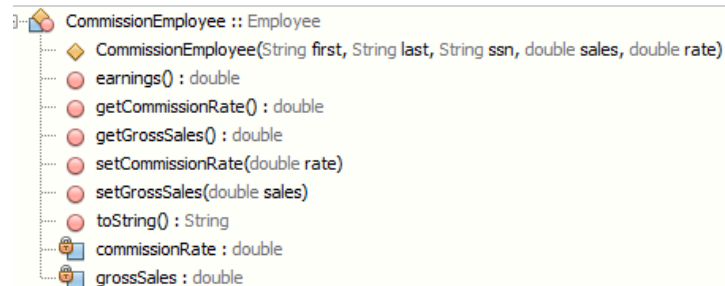 CommissionEmployee :: Employee
CommissionEmployee(String first, String last, String ssn, double sales, double rate)
earnings() : double
getCommissionRate() : double
getGrossSales() : double
setCommissionRate(double rate)
setGrossSales(double sales)
toString() : String
commissionRate : double
grossSales : double